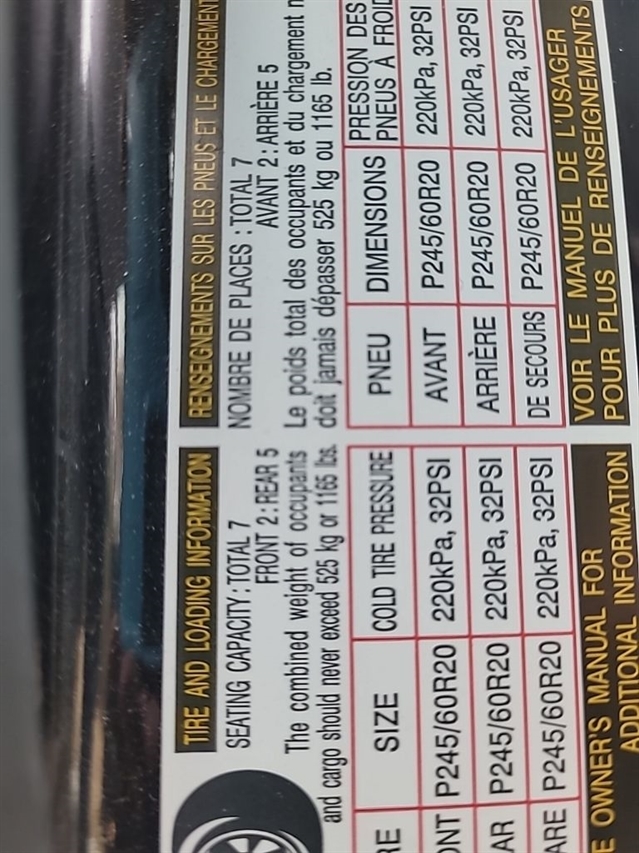 TIRE AND LOADING INFORMATION
SEATING CAPACITY : TOTAL 7
FRONT 2 : REAR 5
The combined weight of occupants
and cargo should never exceed 525 kg or 1165 lbs.
SIZE COLD TIRE PRESSURE
P245/60R20 220kPa, 32PSI
P245/60R20 220kPa, 32PSI
P245/60R20 220kPa, 32PSI
OWNER'S MANUAL FOR
ADDITIONAL INFORMATION
RENSEIGNEMENTS SUR LES PNEUS ET LE CHARGEMENT
NOMBRE DE PLACES : TOTAL 7
AVANT 2 : ARRIÈRE 5
Le poids total des occupants et du chargement
doit jamais dépasser 525 kg ou 1165 lb.
PNEU DIMENSIONS PRESSION DES
PNEUS À FROID
AVANT P245/60R20 220kPa, 32PSI
ARRIÈRE P245/60R20 220kPa, 32PSI
DE SECOURS P245/60R20 220kPa, 32PSI
VOIR LE MANUEL DE L'USAGER
POUR PLUS DE RENSEIGNEMENTS